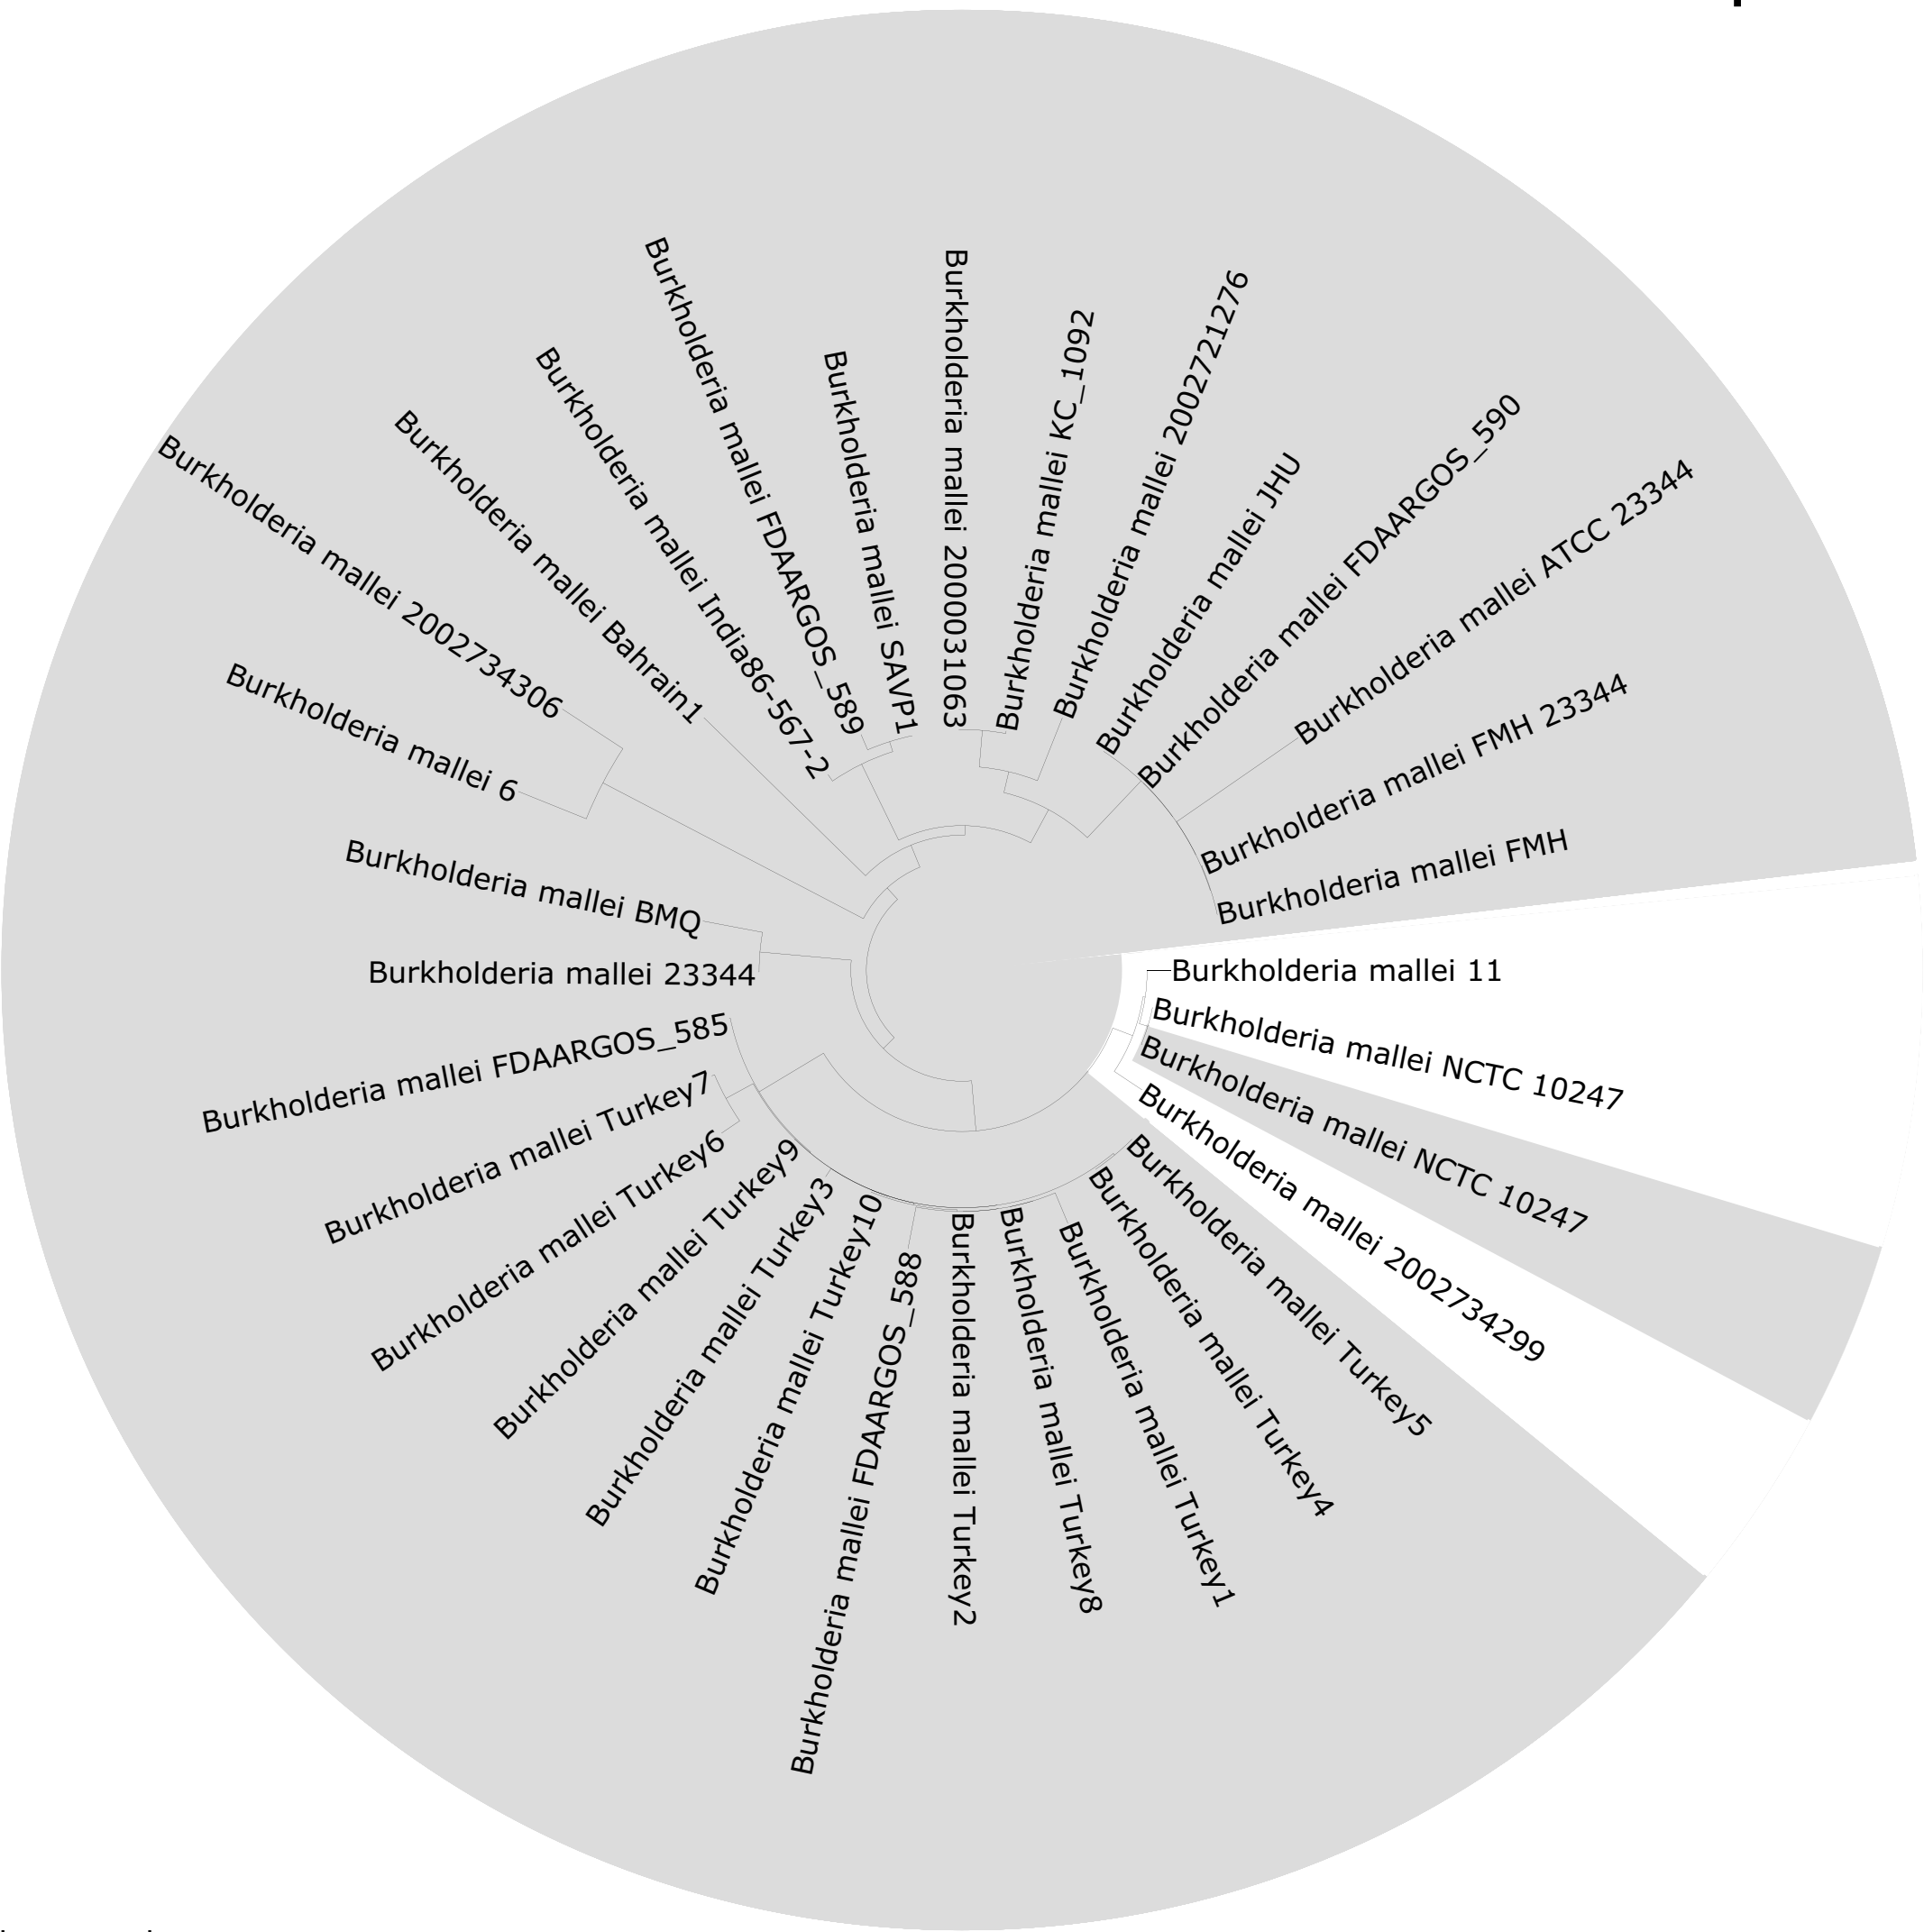 Burkholderia mallei 2000031063
Burkholderia mallei KC_1092
Burkholderia mallei 2002721276
Burkholderia mallei JHU
Burkholderia mallei FDAARGOS_590
Burkholderia mallei ATCC 23344
Burkholderia mallei FMH 23344
Burkholderia mallei FMH
Burkholderia mallei 11
Burkholderia mallei NCTC 10247
Burkholderia mallei NCTC 10247
Burkholderia mallei 2002734299
Burkholderia mallei Turkey5
Burkholderia mallei Turkey4
Burkholderia mallei Turkey1
Burkholderia mallei Turkey8
Burkholderia mallei Turkey2
Burkholderia mallei FDAARGOS_588
Burkholderia mallei Turkey10
Burkholderia mallei Turkey3
Burkholderia mallei Turkey9
Burkholderia mallei Turkey6
Burkholderia mallei Turkey7
Burkholderia mallei FDAARGOS_585
Burkholderia mallei 23344
Burkholderia mallei BMQ
Burkholderia mallei 6
Burkholderia mallei 2002734306
Burkholderia mallei Bahrain1
Burkholderia mallei India86-567-2
Burkholderia mallei FDAARGOS_589
Burkholderia mallei SAVP1